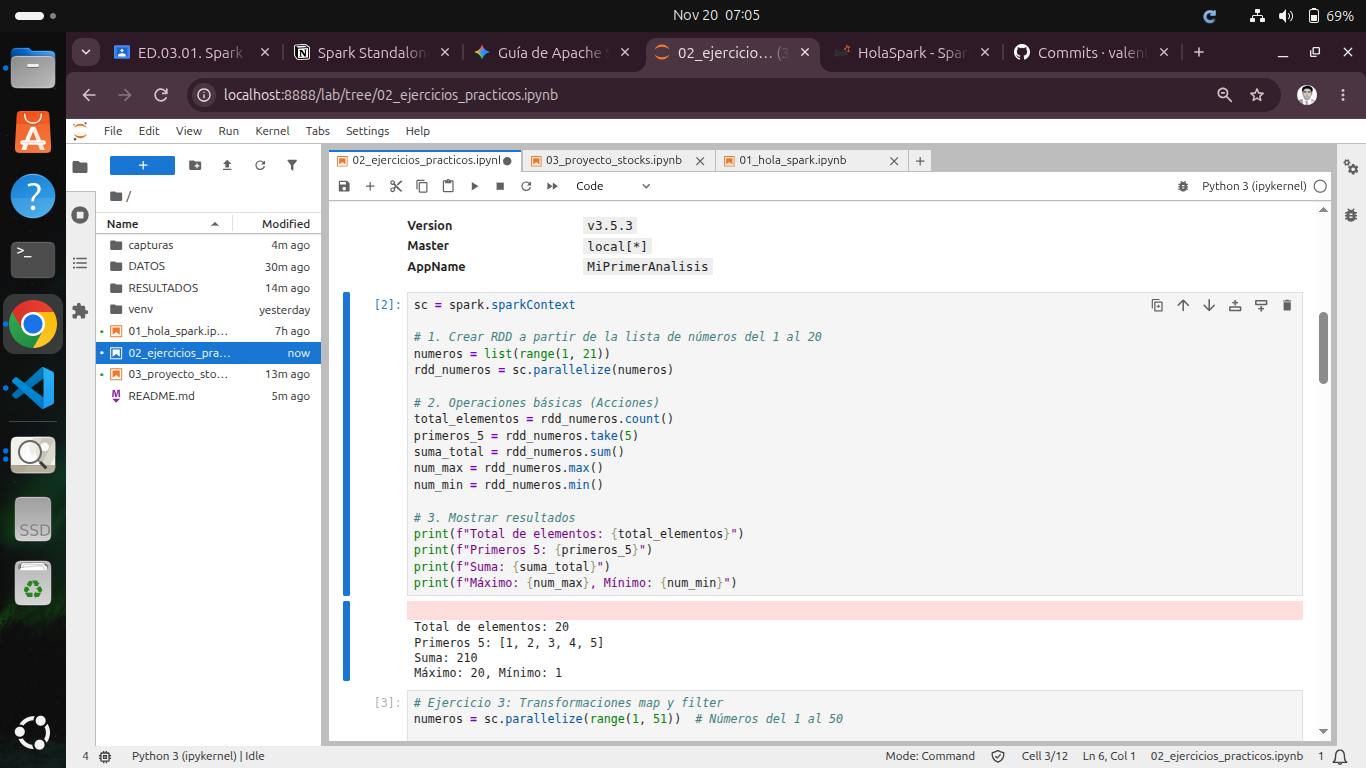 Nov 20 07:05
69%
ED.03.01. Spark
Spark Standalon
Guía de Apache S
02_ejercicio… (3
HolaSpark - Spar
Commits · valen
localhost:8888/lab/tree/02_ejercicios_practicos.ipynb
File Edit View Run Kernel Tabs Settings Help
02_ejercicios_practicos.ipynl
03_proyecto_stocks.ipynb
01_hola_spark.ipynb
Code
Python 3 (ipykernel)
/
Name Modified
capturas 4m ago
DATOS 30m ago
RESULTADOS 14m ago
venv yesterday
01_hola_spark.ip… 7h ago
02_ejercicios_pra… now
03_proyecto_sto… 13m ago
README.md 5m ago
Version v3.5.3
Master local[*]
AppName MiPrimerAnalisis
[2]:
sc = spark.sparkContext
# 1. Crear RDD a partir de la lista de números del 1 al 20
numeros = list(range(1, 21))
rdd_numeros = sc.parallelize(numeros)
# 2. Operaciones básicas (Acciones)
total_elementos = rdd_numeros.count()
primeros_5 = rdd_numeros.take(5)
suma_total = rdd_numeros.sum()
num_max = rdd_numeros.max()
num_min = rdd_numeros.min()
# 3. Mostrar resultados
print(f"Total de elementos: {total_elementos}")
print(f"Primeros 5: {primeros_5}")
print(f"Suma: {suma_total}")
print(f"Máximo: {num_max}, Mínimo: {num_min}")
Total de elementos: 20
Primeros 5: [1, 2, 3, 4, 5]
Suma: 210
Máximo: 20, Mínimo: 1
[3]:
# Ejercicio 3: Transformaciones map y filter
numeros = sc.parallelize(range(1, 51))  # Números del 1 al 50
SSD
4 Python 3 (ipykernel) | Idle
Mode: Command Cell 3/12 Ln 6, Col 1 02_ejercicios_practicos.ipynb 1